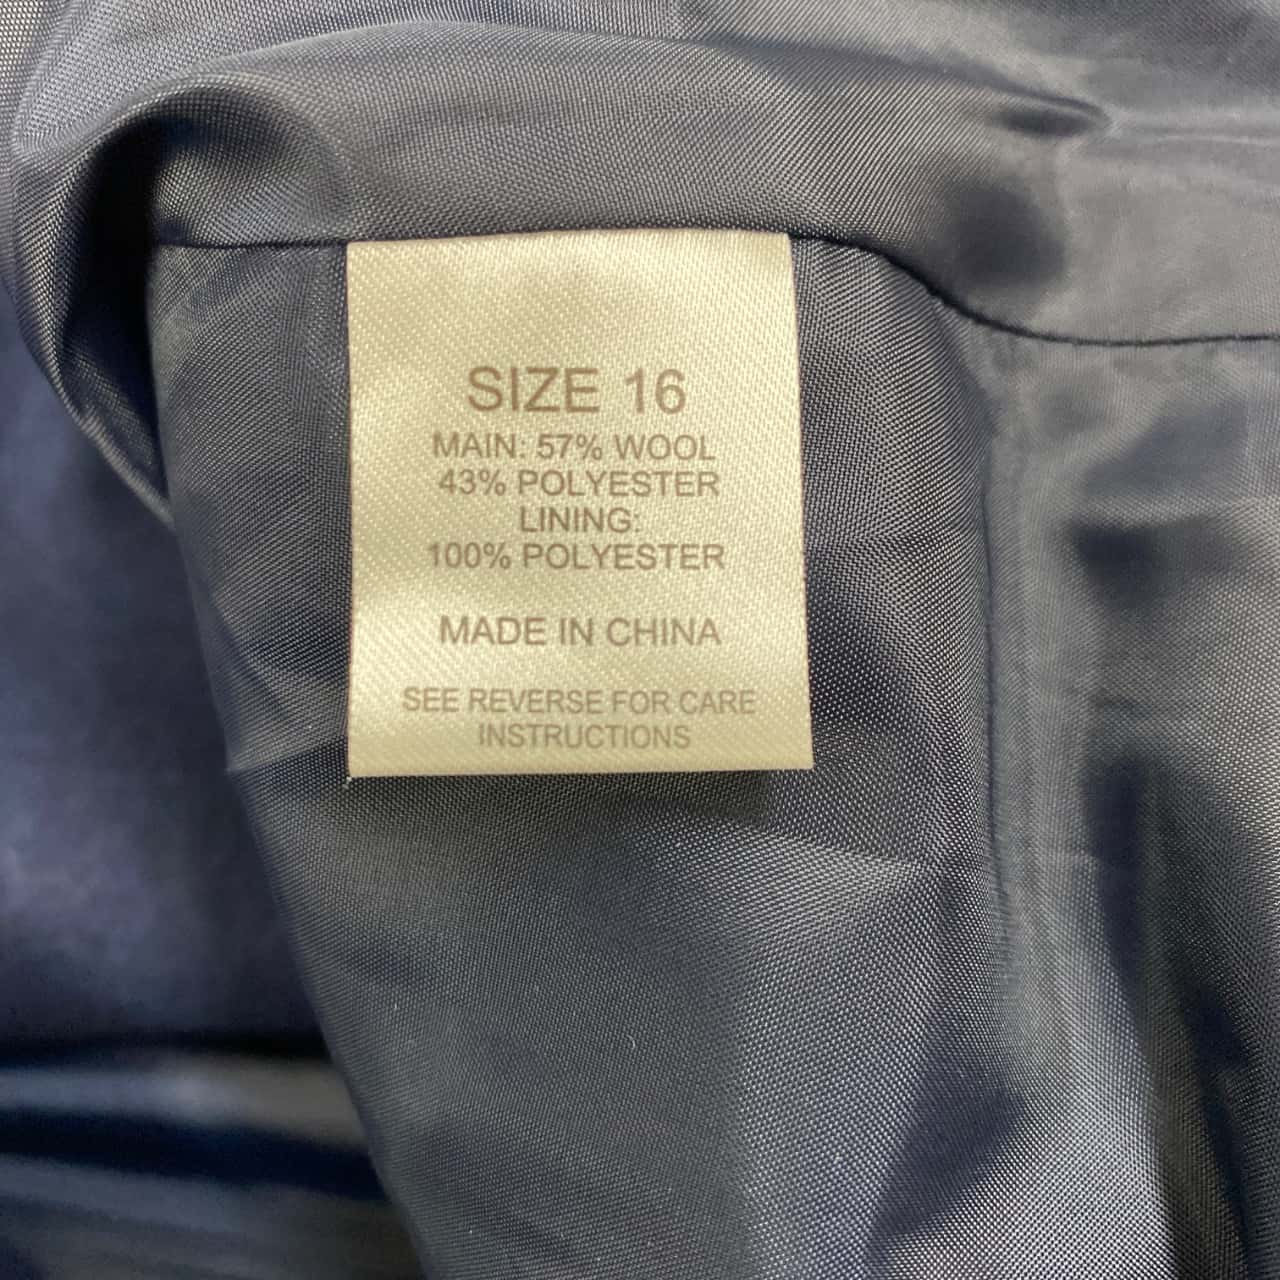 SIZE 16
MAIN: 57% WOOL
43% POLYESTER
LINING:
100% POLYESTER
MADE IN CHINA
SEE REVERSE FOR CARE
INSTRUCTIONS